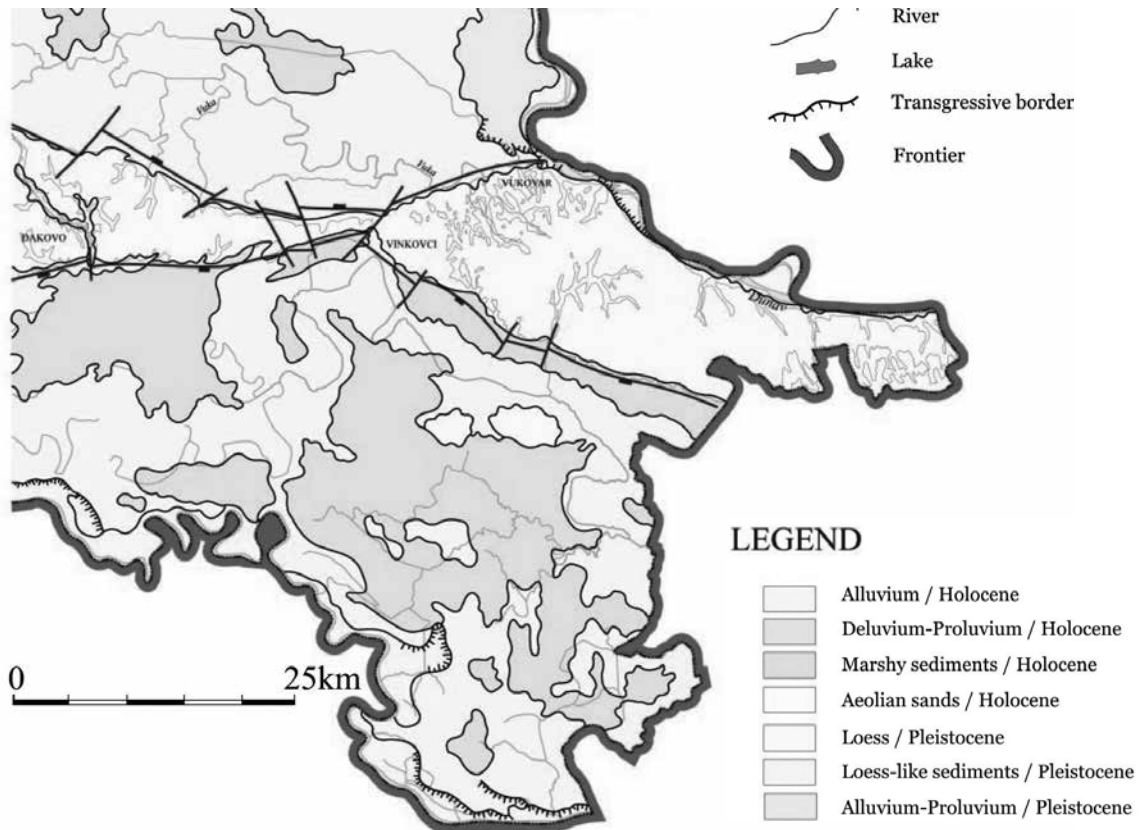 River
Lake
Transgressive border
Frontier
Vuka
Vuka
VUKOVAR
ĐAKOVO
VINKOVCI
Dunav
LEGEND
Alluvium / Holocene
Deluvium-Proluvium / Holocene
Marshy sediments / Holocene
Aeolian sands / Holocene
Loess / Pleistocene
Loess-like sediments / Pleistocene
Alluvium-Proluvium / Pleistocene
0 25km